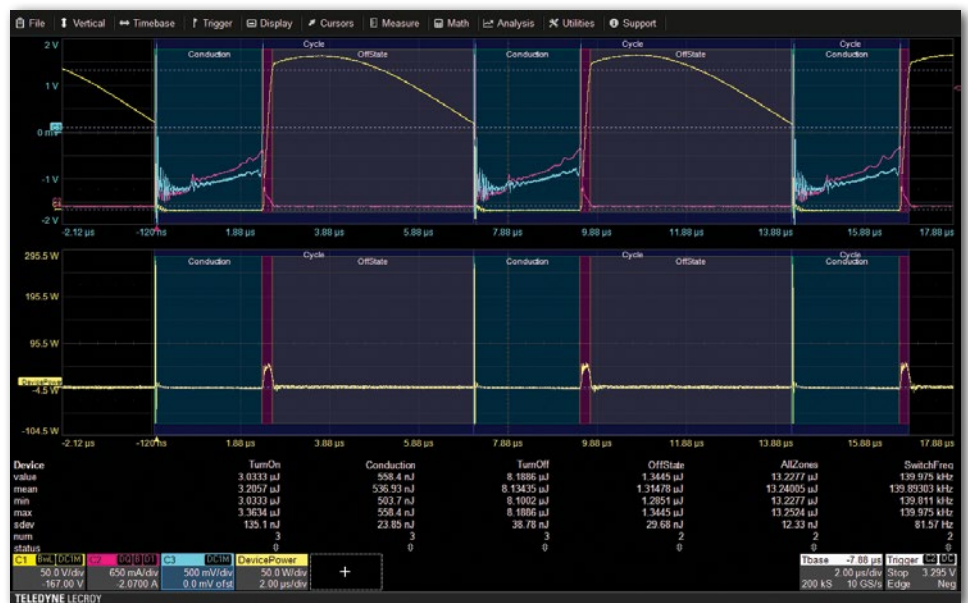 File Vertical Timebase Trigger Display Cursors Measure Math Analysis Utilities Support
2 V
Cycle Cycle Cycle
Conduction OffState Conduction OffState Conduction
1 V
0 mV
-1 V
-2 V
-2.12 µs -120 ns 1.88 µs 3.88 µs 5.88 µs 7.88 µs 9.88 µs 11.88 µs 13.88 µs 15.88 µs 17.88 µs
295.5 W
Cycle Cycle Cycle
Conduction OffState Conduction OffState Conduction
195.5 W
95.5 W
DevicePower
-4.5 W
-104.5 W
-2.12 µs -120 ns 1.88 µs 3.88 µs 5.88 µs 7.88 µs 9.88 µs 11.88 µs 13.88 µs 15.88 µs 17.88 µs
Device TurnOn Conduction TurnOff OffState AllZones SwitchFreq
value 3.0333 µJ 558.4 nJ 8.1886 µJ 1.3445 µJ 13.2277 µJ 139.975 kHz
mean 3.2057 µJ 536.93 nJ 8.13435 µJ 1.31478 µJ 13.24005 µJ 139.89303 kHz
min 3.0333 µJ 503.7 nJ 8.1002 µJ 1.2851 µJ 13.2277 µJ 139.811 kHz
max 3.3634 µJ 558.4 nJ 8.1886 µJ 1.3445 µJ 13.2524 µJ 139.975 kHz
sdev 135.1 nJ 23.85 nJ 38.78 nJ 29.68 nJ 12.33 nJ 81.57 Hz
num 3 3 3 2 2 2
status 0 0 0 0 0 0
C1 BwL DC1M C2 DQ B D1 C3 DC1M DevicePower Tbase -7.88 µs Trigger C2 DC
50.0 V/div 650 mA/div 500 mV/div 50.0 W/div 2.00 µs/div Stop 3.295 V
-167.00 V -2.0700 A 0.0 mV ofst 2.00 µs/div 200 kS 10 GS/s Edge Neg
TELEDYNE LECROY